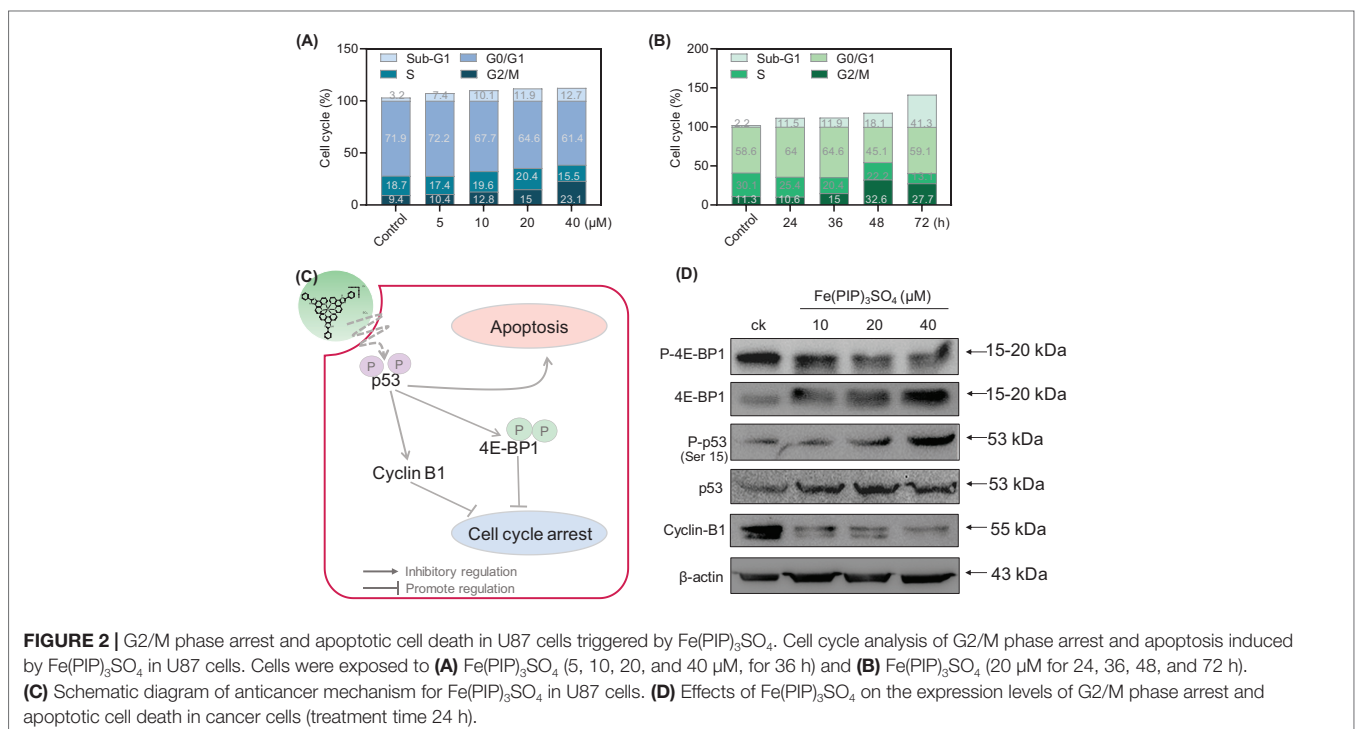 (A)
150
100
50
0
Cell cycle (%)
Sub-G1 G0/G1
S G2/M
3.2 7.4 10.1 11.9 12.7
71.9 72.2 67.7 64.6 61.4
18.7 17.4 19.6 20.4 15.5
9.4 10.4 12.8 15 23.1
Control 5 10 20 40 (μM)
(B)
200
150
100
50
0
Cell cycle (%)
Sub-G1 G0/G1
S G2/M
2.2 11.5 11.9 18.1 41.3
58.6 64 64.6 45.1 59.1
30.1 25.4 20.4 22.2
11.3 10.6 15 32.6 27.7
Control 24 36 48 72 (h)
(C)
Apoptosis
P P
p53
P P
4E-BP1
Cyclin B1
Cell cycle arrest
Inhibitory regulation
Promote regulation
(D)
Fe(PIP)₃SO₄ (μM)
ck 10 20 40
P-4E-BP1 15-20 kDa
4E-BP1 15-20 kDa
P-p53 53 kDa
(Ser 15)
p53 53 kDa
Cyclin-B1 55 kDa
β-actin 43 kDa
FIGURE 2 | G2/M phase arrest and apoptotic cell death in U87 cells triggered by Fe(PIP)₃SO₄. Cell cycle analysis of G2/M phase arrest and apoptosis induced
by Fe(PIP)₃SO₄ in U87 cells. Cells were exposed to (A) Fe(PIP)₃SO₄ (5, 10, 20, and 40 μM, for 36 h) and (B) Fe(PIP)₃SO₄ (20 μM for 24, 36, 48, and 72 h).
(C) Schematic diagram of anticancer mechanism for Fe(PIP)₃SO₄ in U87 cells. (D) Effects of Fe(PIP)₃SO₄ on the expression levels of G2/M phase arrest and
apoptotic cell death in cancer cells (treatment time 24 h).